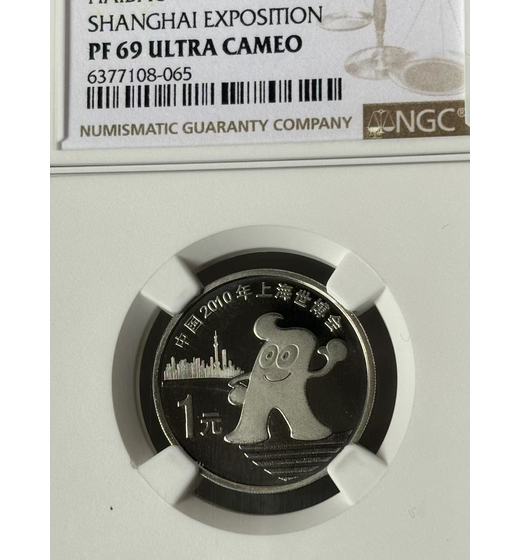 SHANGHAI EXPOSITION
PF 69 ULTRA CAMEO
6377108-065
NUMISMATIC GUARANTY COMPANY
NGC®
中国2010年上海世博会
1元